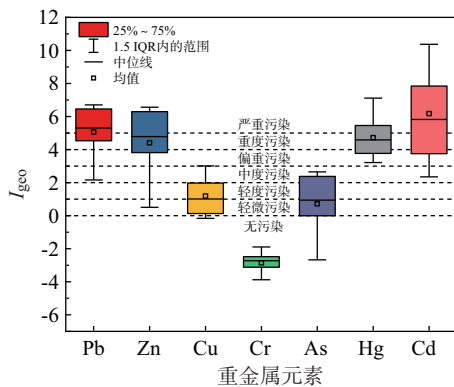 12
10
8
6
4
2
0
-2
-4
-6
-8
I geo
25%～75%
1.5 IQR内的范围
中位线
均值
严重污染
重度污染
偏重污染
中度污染
轻度污染
轻微污染
无污染
Pb Zn Cu Cr As Hg Cd
重金属元素